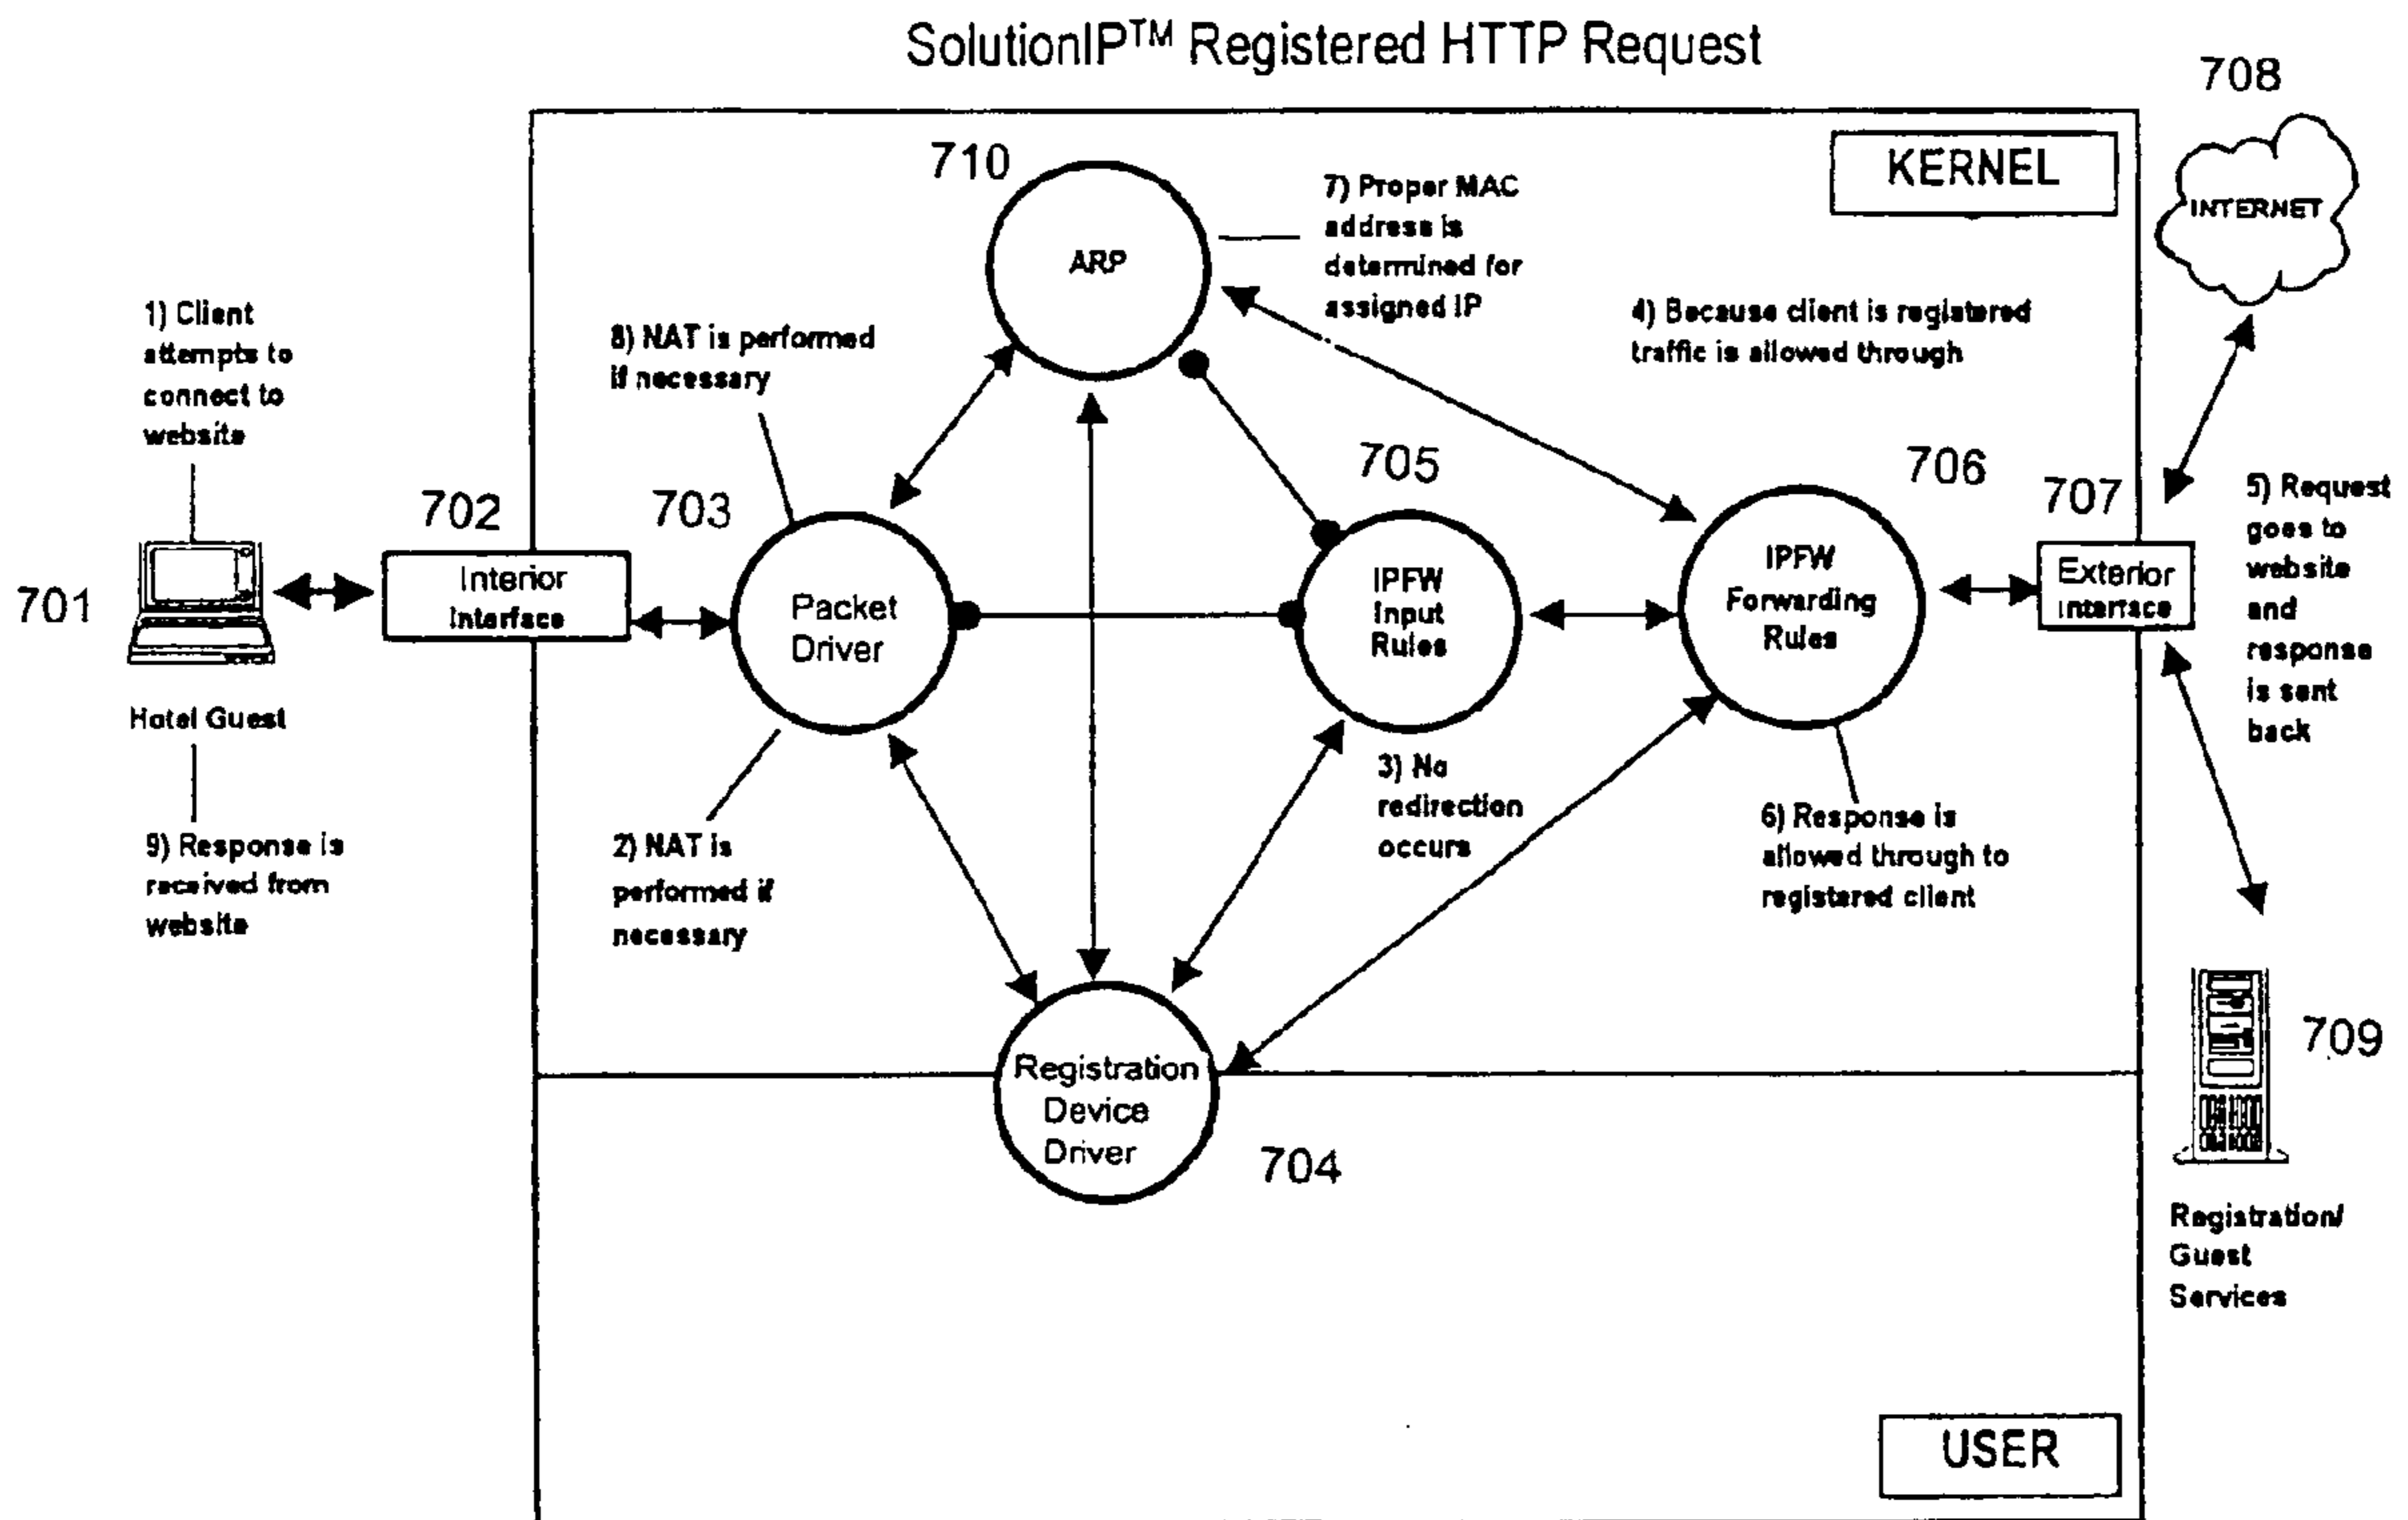 SolutionIP™ Registered HTTP Request
708
KERNEL
INTERNET
710
ARP
7) Proper MAC
address is
determined for
assigned IP
4) Because client is registered
traffic is allowed through
1) Client
attempts to
connect to
website
8) NAT is performed
if necessary
701
702
703
705
706
707
Interior
Interface
Packet
Driver
IPFW
Input
Rules
IPFW
Forwarding
Rules
Exterior
Interface
5) Request
goes to
website
and
response
is sent
back
Hotel Guest
9) Response is
received from
website
2) NAT is
performed if
necessary
3) No
redirection
occurs
6) Response is
allowed through to
registered client
Registration
Device
Driver
704
709
Registration/
Guest
Services
USER